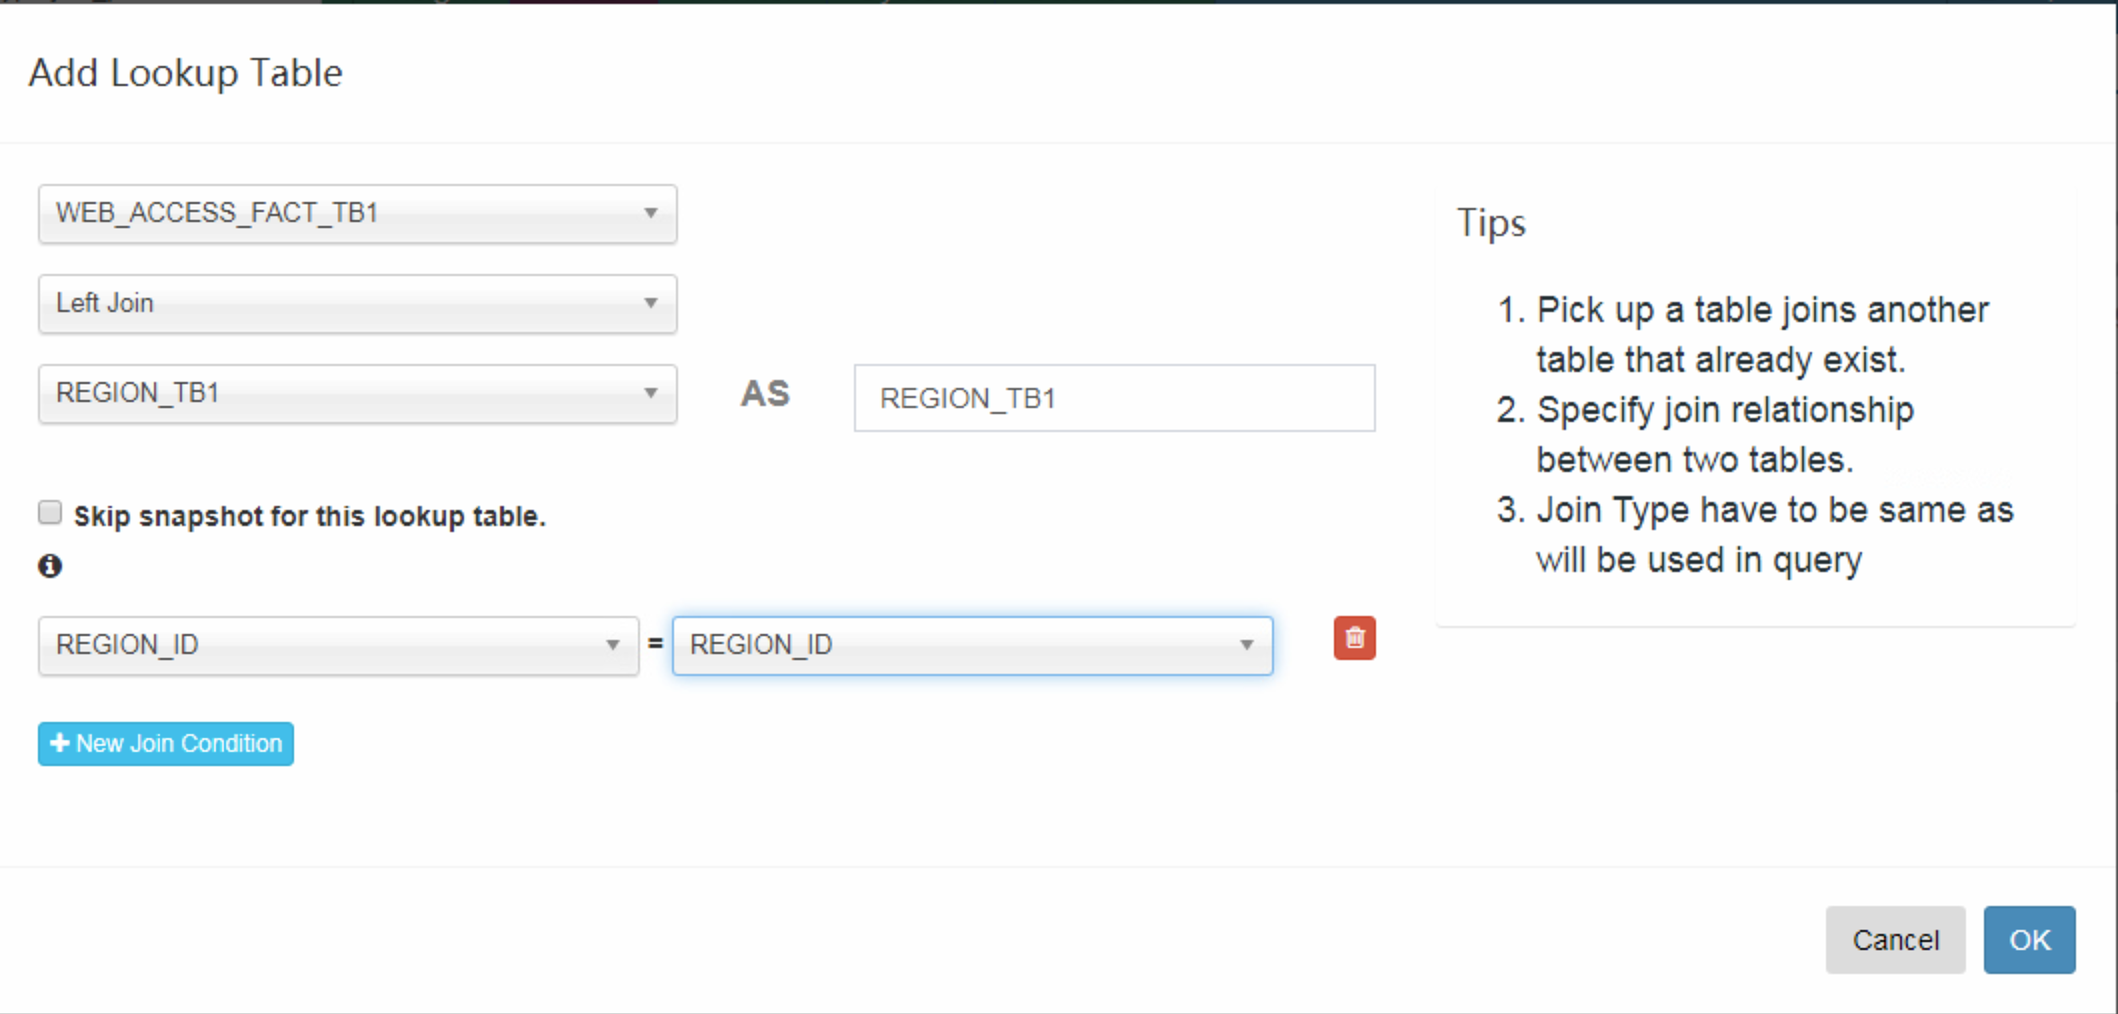 Add Lookup Table
WEB_ACCESS_FACT_TB1
Left Join
REGION_TB1
AS
REGION_TB1
Skip snapshot for this lookup table.
REGION_ID
=
REGION_ID
New Join Condition
Tips
1. Pick up a table joins another
table that already exist.
2. Specify join relationship
between two tables.
3. Join Type have to be same as
will be used in query
Cancel
OK